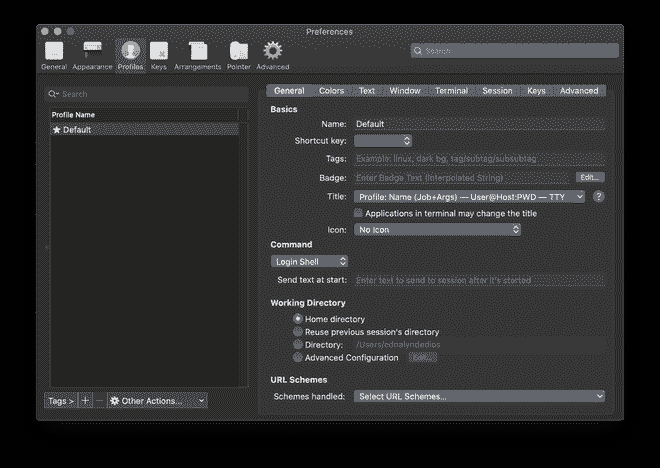 Preferences
General Appearance Profiles Keys Arrangements Pointer Advanced
Search
Search
Profile Name
★ Default
Tags > + − Other Actions...
General Colors Text Window Terminal Session Keys Advanced
Basics
Name: Default
Shortcut key:
Tags: Example: linux, dark bg, tag/subtag/subsubtag
Badge: Enter Badge Text (Interpolated String) Edit...
Title: Profile: Name (Job+Args) — User@Host:PWD — TTY ?
Applications in terminal may change the title
Icon: No Icon
Command
Login Shell
Send text at start: Enter text to send to session after it's started
Working Directory
Home directory
Reuse previous session's directory
Directory: /Users/ednalyndedios
Advanced Configuration Edit...
URL Schemes
Schemes handled: Select URL Schemes...